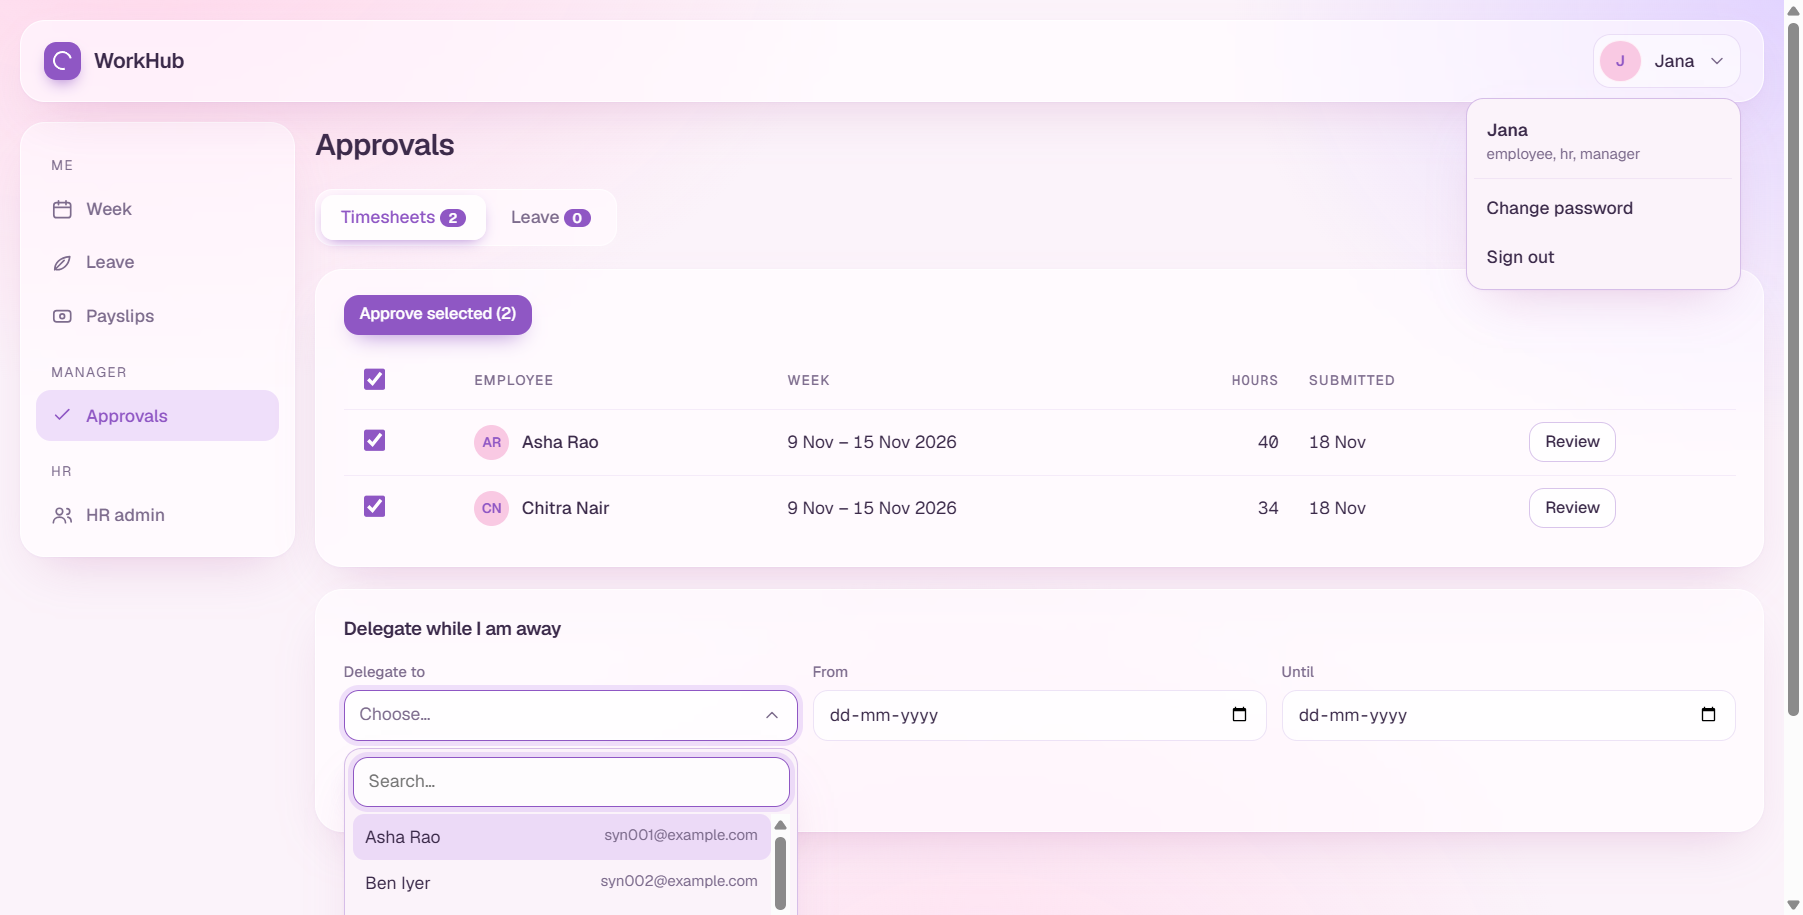 WorkHub
J Jana
Jana
employee, hr, manager
Change password
Sign out
ME
Week
Leave
Payslips
MANAGER
Approvals
HR
HR admin
Approvals
Timesheets 2 Leave 0
Approve selected (2)
EMPLOYEE WEEK HOURS SUBMITTED
AR Asha Rao 9 Nov – 15 Nov 2026 40 18 Nov Review
CN Chitra Nair 9 Nov – 15 Nov 2026 34 18 Nov Review
Delegate while I am away
Delegate to From Until
Choose... dd-mm-yyyy dd-mm-yyyy
Search...
Asha Rao syn001@example.com
Ben Iyer syn002@example.com